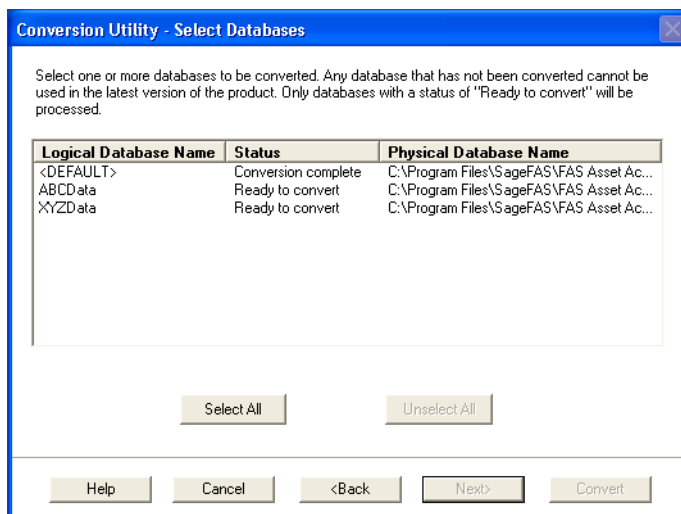 Conversion Utility - Select Databases
Select one or more databases to be converted. Any database that has not been converted cannot be
used in the latest version of the product. Only databases with a status of "Ready to convert" will be
processed.
Logical Database Name Status Physical Database Name
<DEFAULT> Conversion complete C:\Program Files\SageFAS\FAS Asset Ac...
ABCData Ready to convert C:\Program Files\SageFAS\FAS Asset Ac...
XYZData Ready to convert C:\Program Files\SageFAS\FAS Asset Ac...
Select All Unselect All
Help Cancel <Back Next> Convert